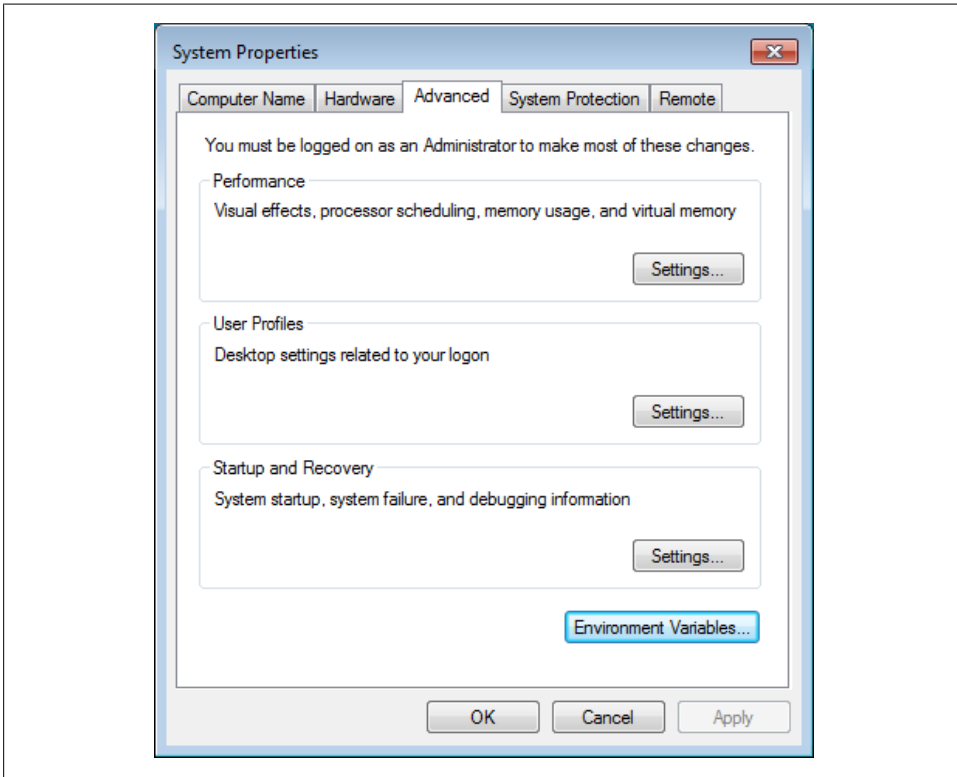 System Properties
Computer Name Hardware Advanced System Protection Remote
You must be logged on as an Administrator to make most of these changes.
Performance
Visual effects, processor scheduling, memory usage, and virtual memory
Settings...
User Profiles
Desktop settings related to your logon
Settings...
Startup and Recovery
System startup, system failure, and debugging information
Settings...
Environment Variables...
OK Cancel Apply